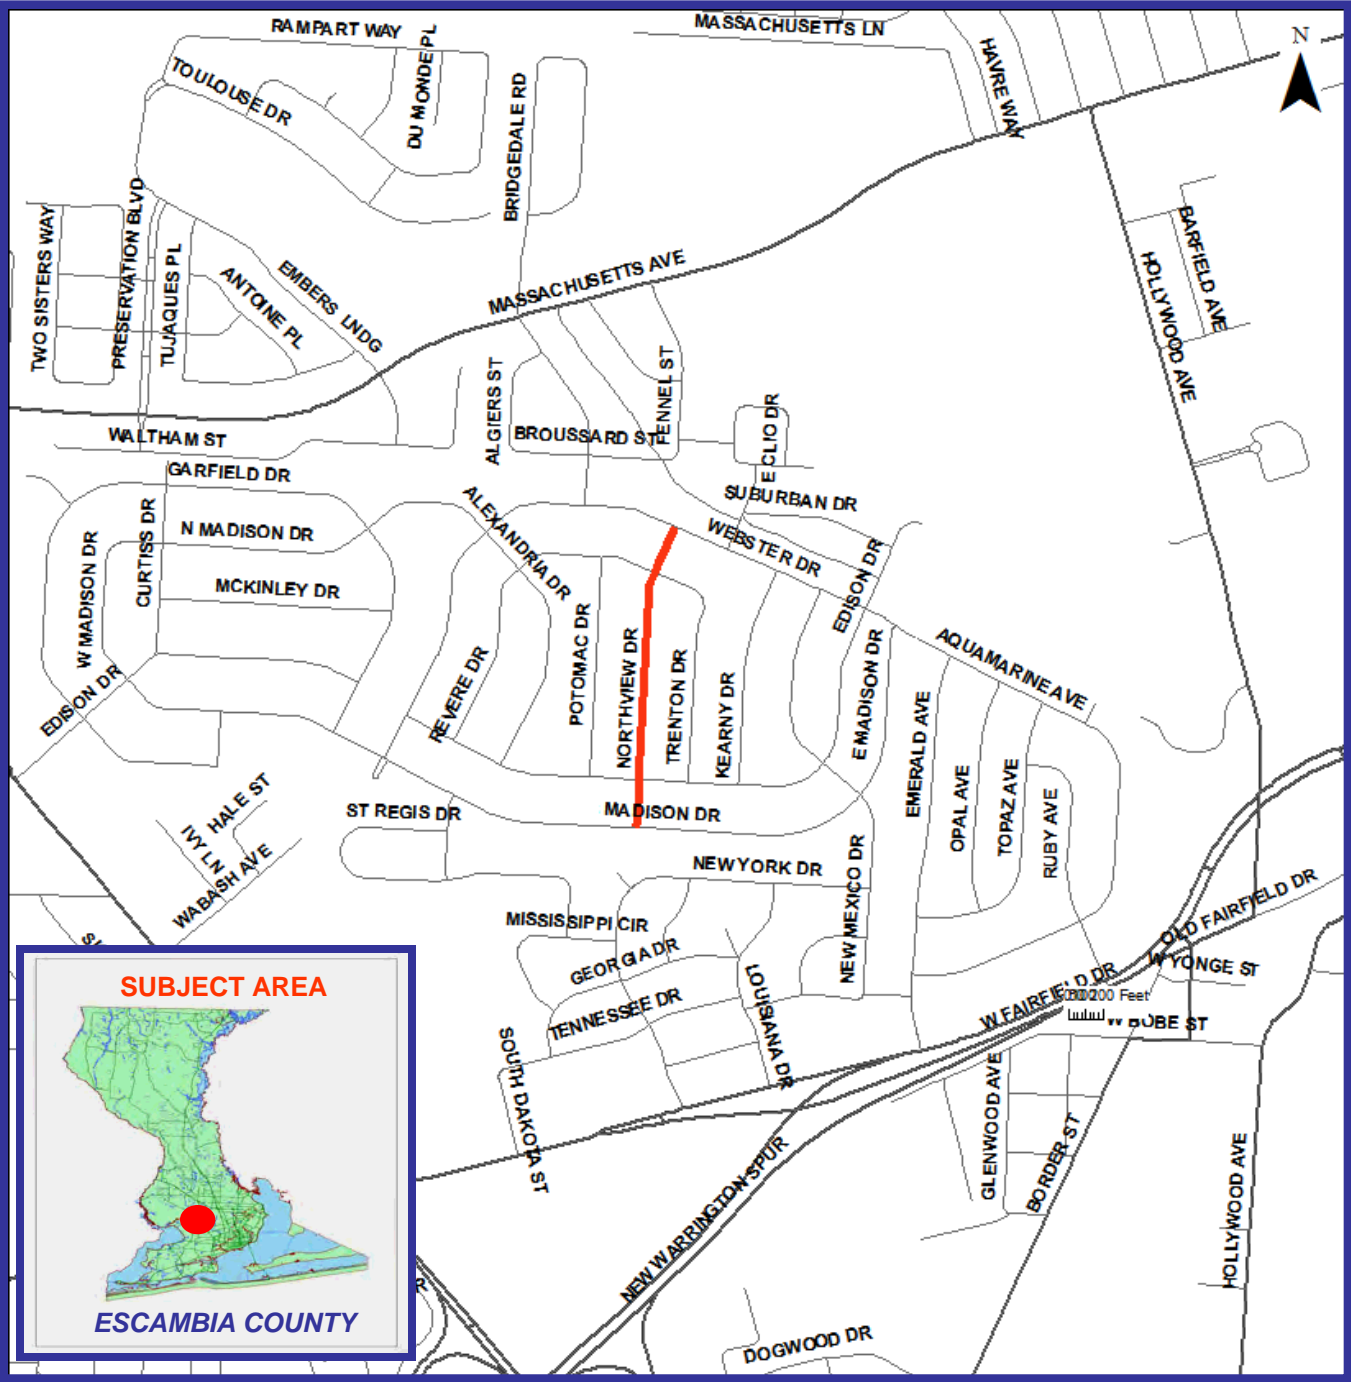 RAMPART WAY
MASSACHUSETTS LN
N
DU MONDE PL
HAVRE WAY
TOULOUSE DR
BRIDGEDALE RD
TWO SISTERS WAY
PRESERVATION BLVD
TUJAQUES PL
ANTOINE PL
EMBERS LNDG
MASSACHUSETTS AVE
BARFIELD AVE
HOLLYWOOD AVE
ALGIERS ST
FENNEL ST
BROUSSARD ST
E CLIO DR
WALTHAM ST
GARFIELD DR
SUBURBAN DR
ALEXANDRIA DR
WEBSTER DR
N MADISON DR
CURTISS DR
W MADISON DR
MCKINLEY DR
EDISON DR
POTOMAC DR
NORTHVIEW DR
TRENTON DR
KEARNY DR
REVERE DR
E MADISON DR
AQUAMARINE AVE
EDISON DR
EMERALD AVE
OPAL AVE
TOPAZ AVE
RUBY AVE
HALE ST
IVY LN
WABASH AVE
ST REGIS DR
MADISON DR
NEW YORK DR
NEW MEXICO DR
MISSISSIPPI CIR
GEORGIA DR
TENNESSEE DR
LOUISIANA DR
SOUTH DAKOTA ST
OLD FAIRFIELD DR
W YONGE ST
W FAIRFIELD DR
200 Feet
W BOBE ST
GLENWOOD AVE
BORDER ST
HOLLYWOOD AVE
NEW WARRINGTON SPUR
DOGWOOD DR
SUBJECT AREA
ESCAMBIA COUNTY